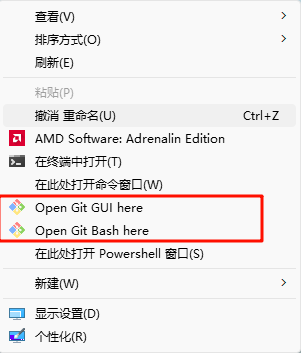 查看(V)
排序方式(O)
刷新(E)
粘贴(P)
撤消 重命名(U) Ctrl+Z
AMD Software: Adrenalin Edition
在终端中打开(T)
在此处打开命令窗口(W)
Open Git GUI here
Open Git Bash here
在此处打开 Powershell 窗口(S)
新建(W)
显示设置(D)
个性化(R)